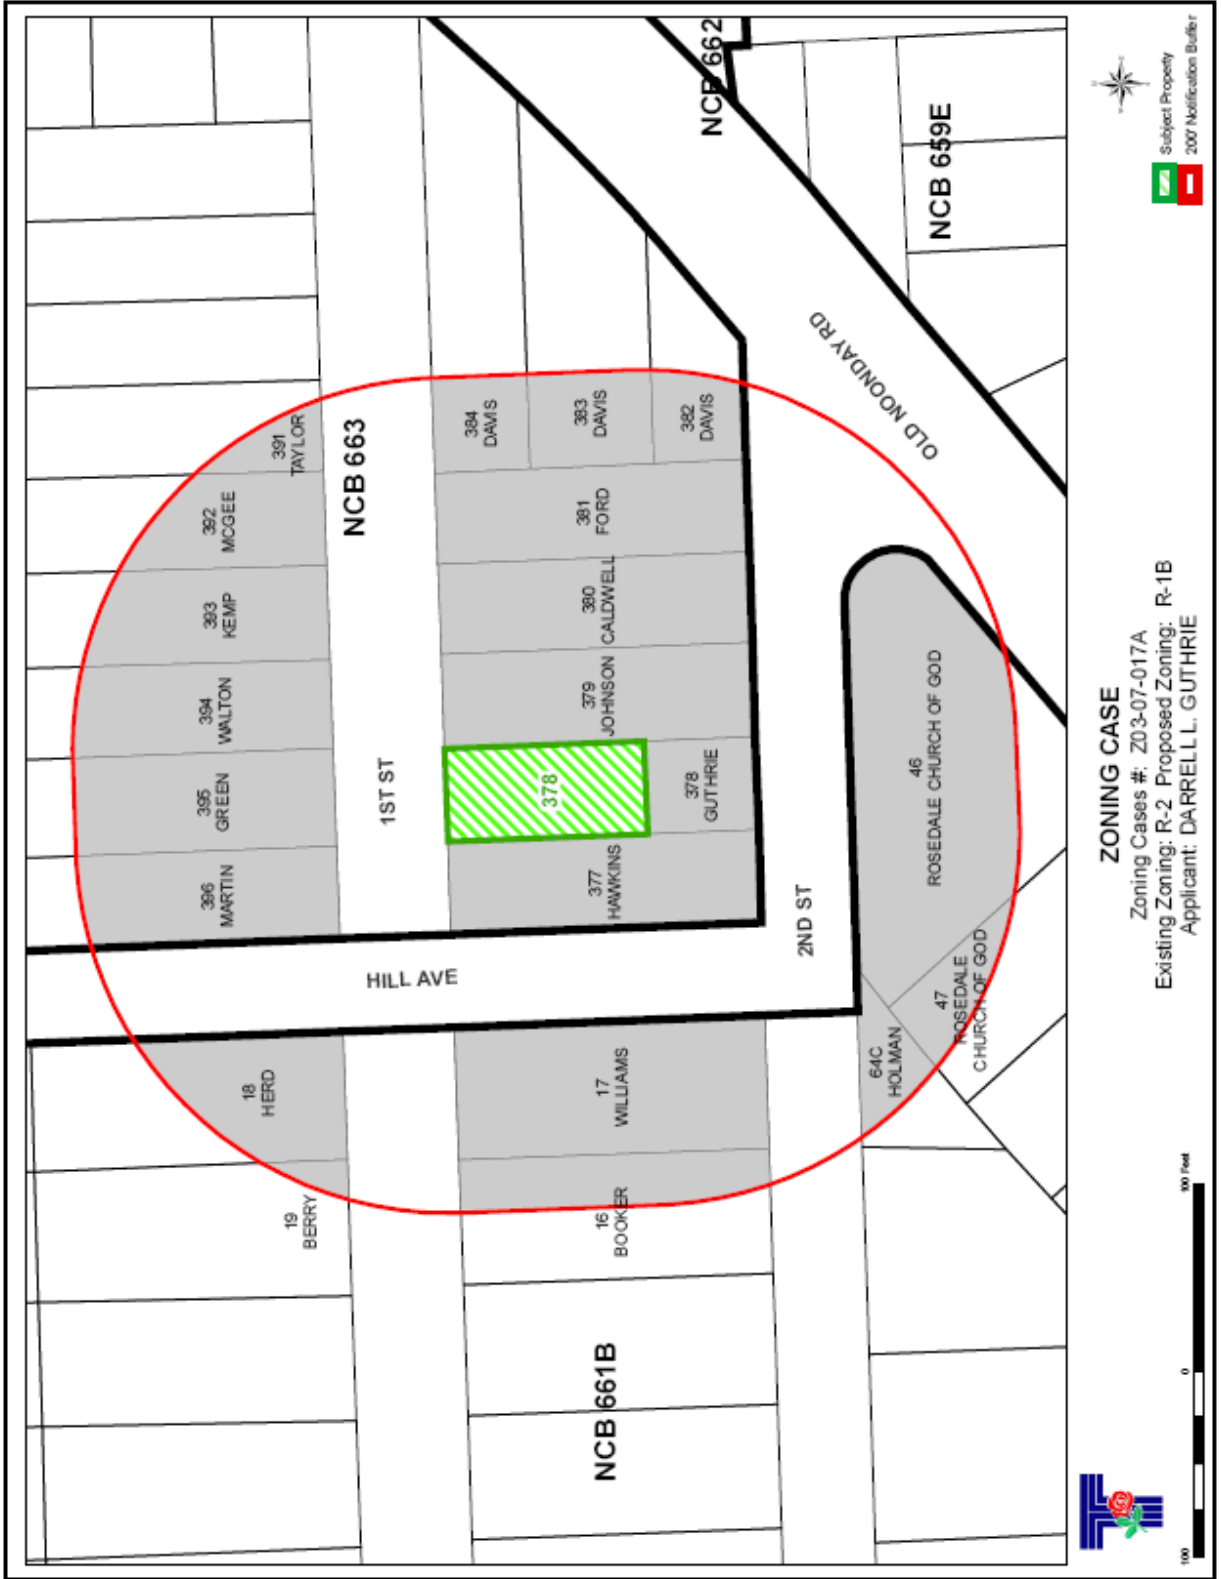 NCB 662
NCB 659E
OLD NOONDAY RD
391
TAYLOR
392
MCGEE
393
KEMP
394
WALTON
395
GREEN
396
MARTIN
NCB 663
1ST ST
384
DAVIS
383
DAVIS
382
DAVIS
381
FORD
380
CALDWELL
379
JOHNSON
378
378
GUTHRIE
377
HAWKINS
HILL AVE
2ND ST
46
ROSEDALE CHURCH OF GOD
47
ROSEDALE
CHURCH OF GOD
64C
HOLMAN
18
HERD
17
WILLIAMS
19
BERRY
16
BOOKER
NCB 661B
ZONING CASE
Zoning Cases #: Z03-07-017A
Existing Zoning: R-2 Proposed Zoning: R-1B
Applicant: DARRELL L. GUTHRIE
Subject Property
200' Notification Buffer
100 0 100 Feet